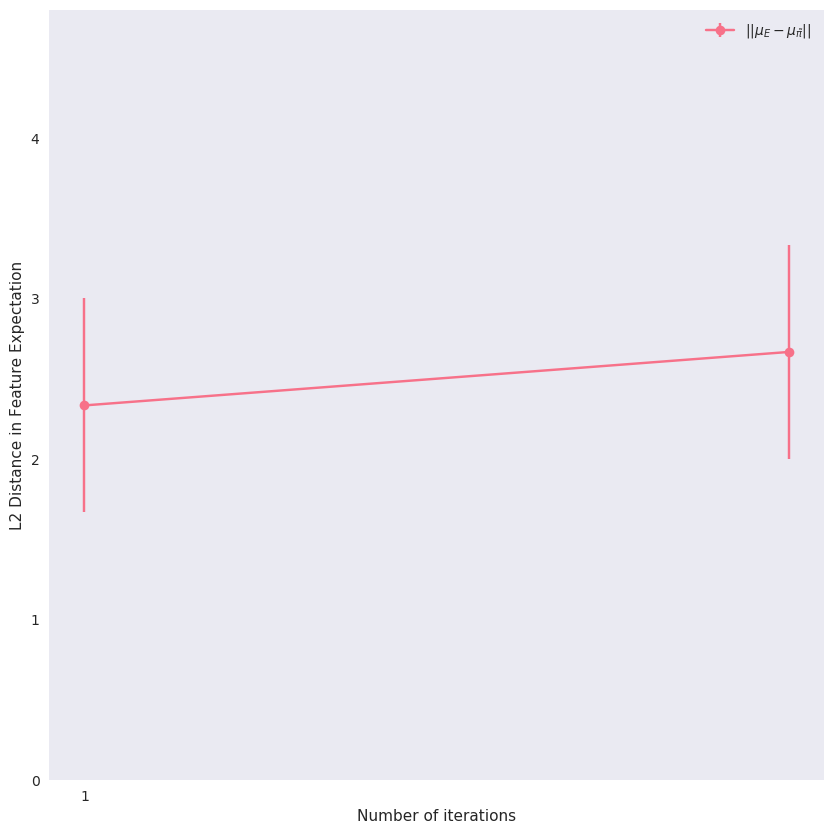 ||μ_E − μ_π̃||
4
3
2
1
0
L2 Distance in Feature Expectation
1
Number of iterations